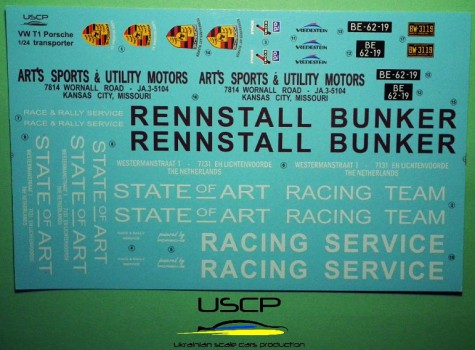 USCP
VW T1 Porsche
1/24 transporter
VREDESTEIN
VREDESTEIN
BE-62-19
BE-62-19
BE
62-19
BE
62-19
BW 3118
BW 3118
ART'S SPORTS & UTILITY MOTORS
7814 WORNALL ROAD - JA.3-5104
KANSAS CITY, MISSOURI
ART'S SPORTS & UTILITY MOTORS
7814 WORNALL ROAD - JA.3-5104
KANSAS CITY, MISSOURI
RACE & RALLY SERVICE
RACE & RALLY SERVICE
RENNSTALL BUNKER
RENNSTALL BUNKER
WESTERMANSTRAAT 1 - 7131 EH LICHTENVOORDE
THE NETHERLANDS
WESTERMANSTRAAT 1 - 7131 EH LICHTENVOORDE
THE NETHERLANDS
STATE OF ART
STATE OF ART
STATE OF ART
STATE OF ART RACING TEAM
STATE OF ART RACING TEAM
RACING SERVICE
RACING SERVICE
USCP
ukrainian scale cars production